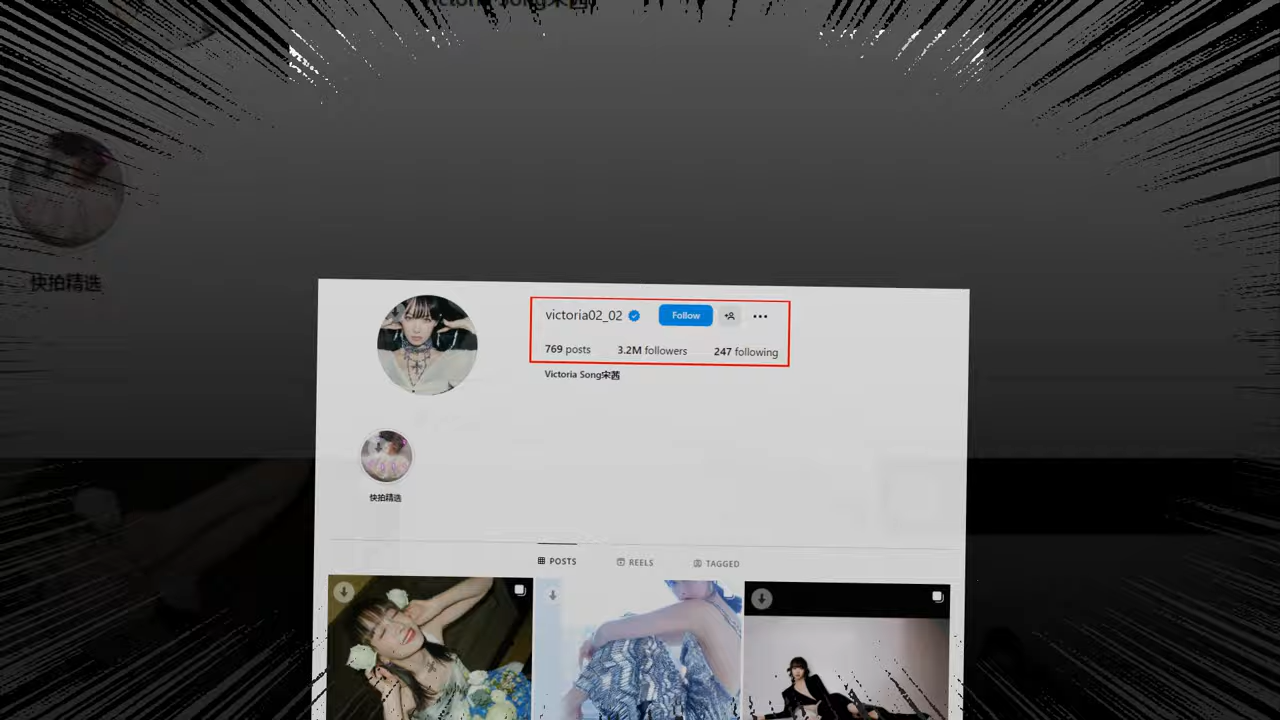 victoria02_02 Follow
769 posts 3.2M followers 247 following
Victoria Song宋茜
快拍精选
快拍精选
POSTS REELS TAGGED